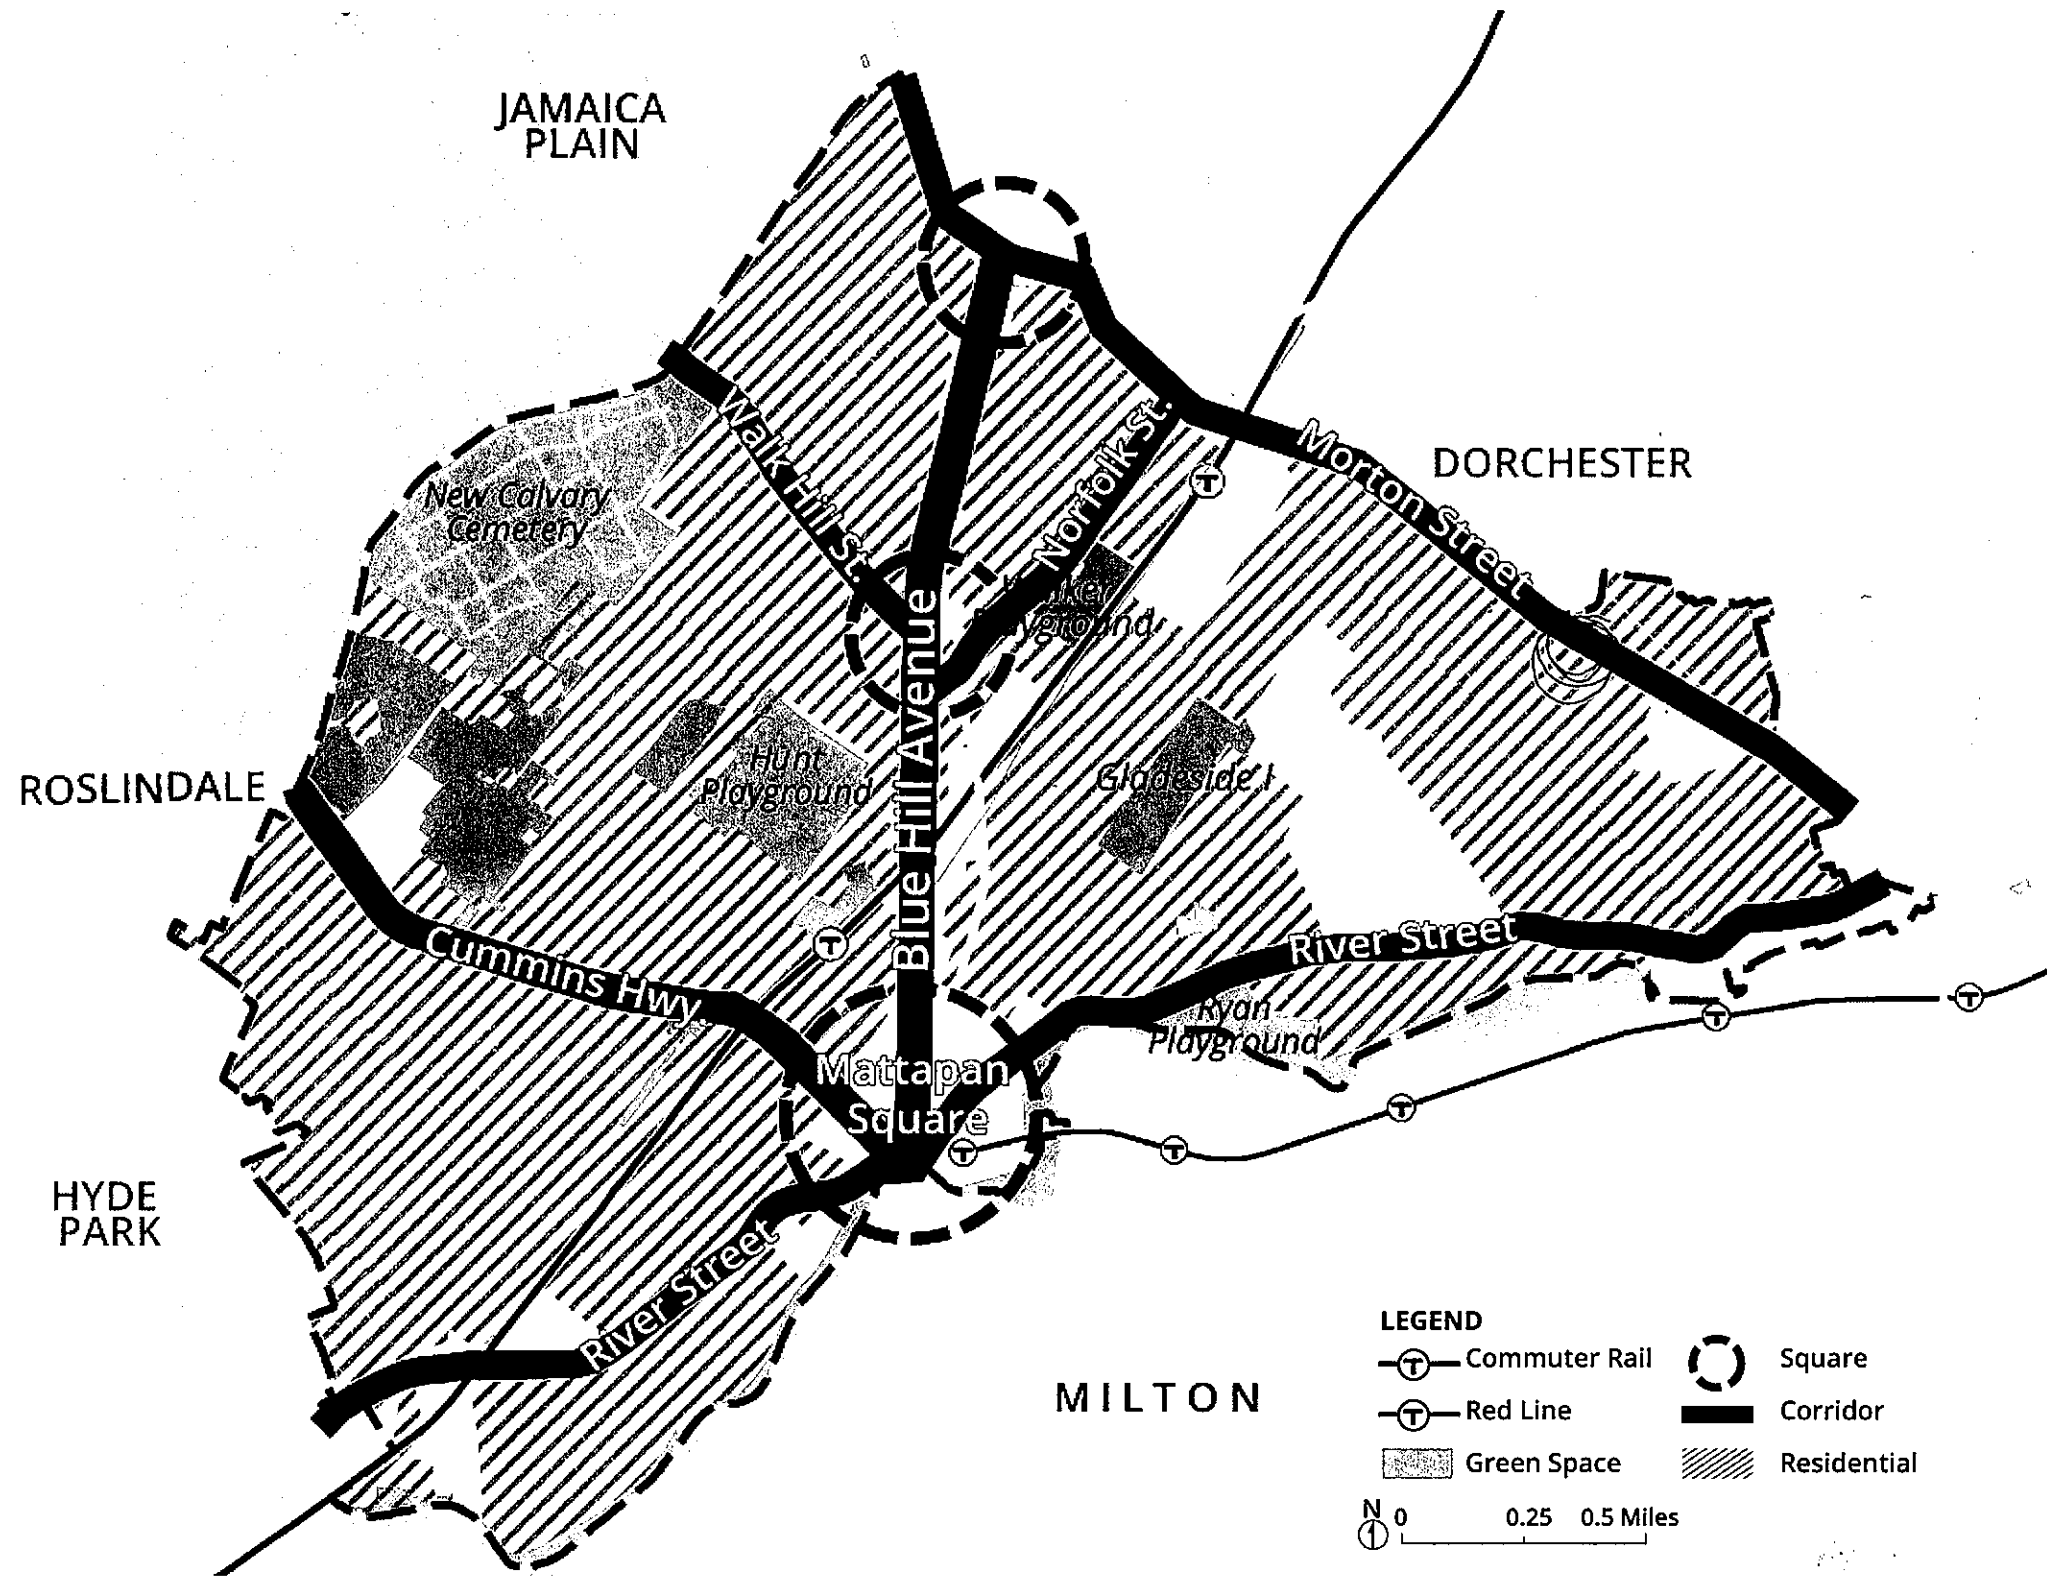 JAMAICA
PLAIN
DORCHESTER
Walk Hill St.
Norfolk St.
Morton Street
New Calvary
Cemetery
Blue Hill Avenue
ROSLINDALE
Hunt
Playground
Gladeside I
Cummins Hwy.
River Street
Ryan
Playground
Mattapan
Square
HYDE
PARK
River Street
MILTON
LEGEND
T Commuter Rail
Square
T Red Line
Corridor
Green Space
Residential
N
0 0.25 0.5 Miles